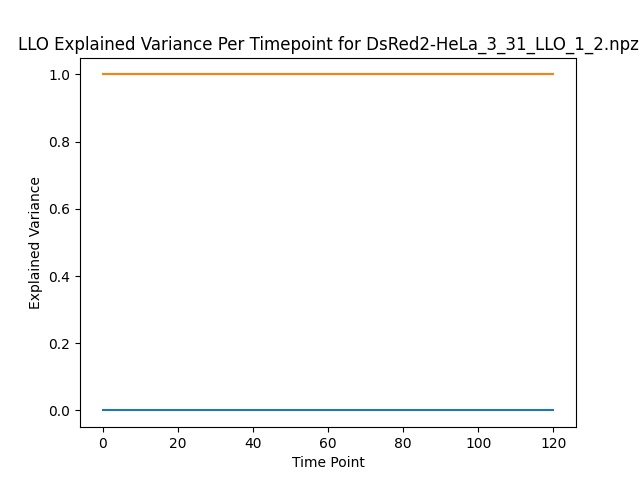 LLO Explained Variance Per Timepoint for DsRed2-HeLa_3_31_LLO_1_2.npz
1.0
0.8
0.6
0.4
0.2
0.0
Explained Variance
0 20 40 60 80 100 120
Time Point